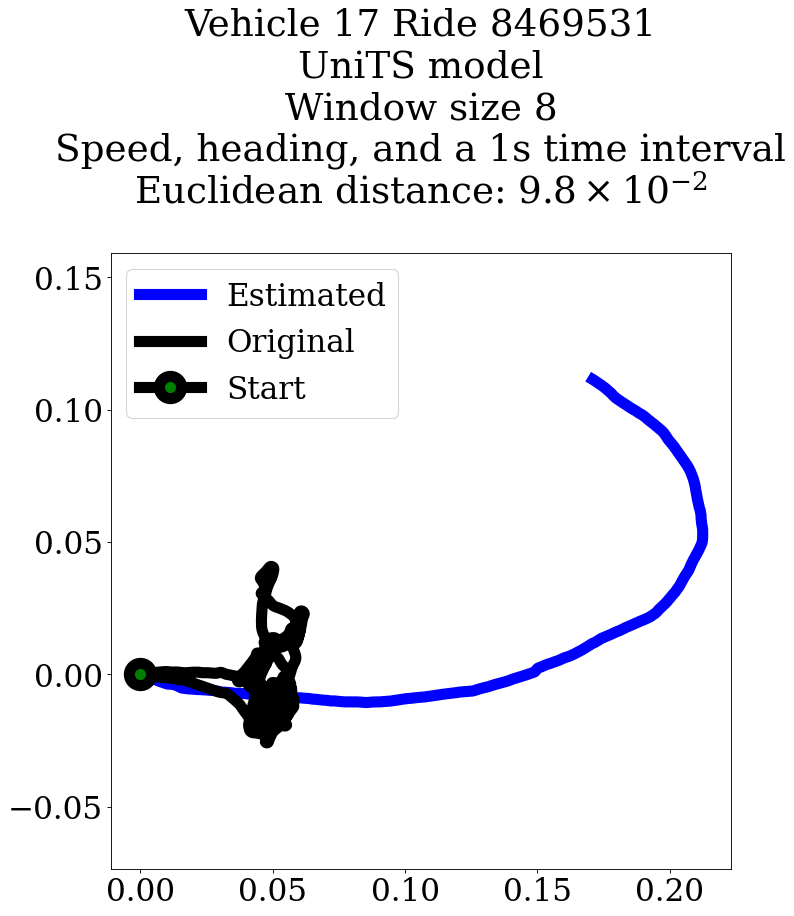 Vehicle 17 Ride 8469531
UniTS model
Window size 8
Speed, heading, and a 1s time interval
Euclidean distance: $9.8 \times 10^{-2}$
0.15
0.10
0.05
0.00
−0.05
Estimated
Original
Start
0.00 0.05 0.10 0.15 0.20